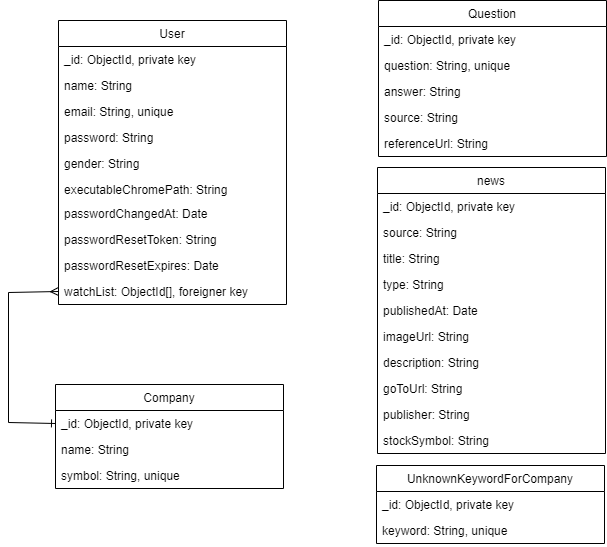 User
_id: ObjectId, private key
name: String
email: String, unique
password: String
gender: String
executableChromePath: String
passwordChangedAt: Date
passwordResetToken: String
passwordResetExpires: Date
watchList: ObjectId[], foreigner key
Company
_id: ObjectId, private key
name: String
symbol: String, unique
Question
_id: ObjectId, private key
question: String, unique
answer: String
source: String
referenceUrl: String
news
_id: ObjectId, private key
source: String
title: String
type: String
publishedAt: Date
imageUrl: String
description: String
goToUrl: String
publisher: String
stockSymbol: String
UnknownKeywordForCompany
_id: ObjectId, private key
keyword: String, unique